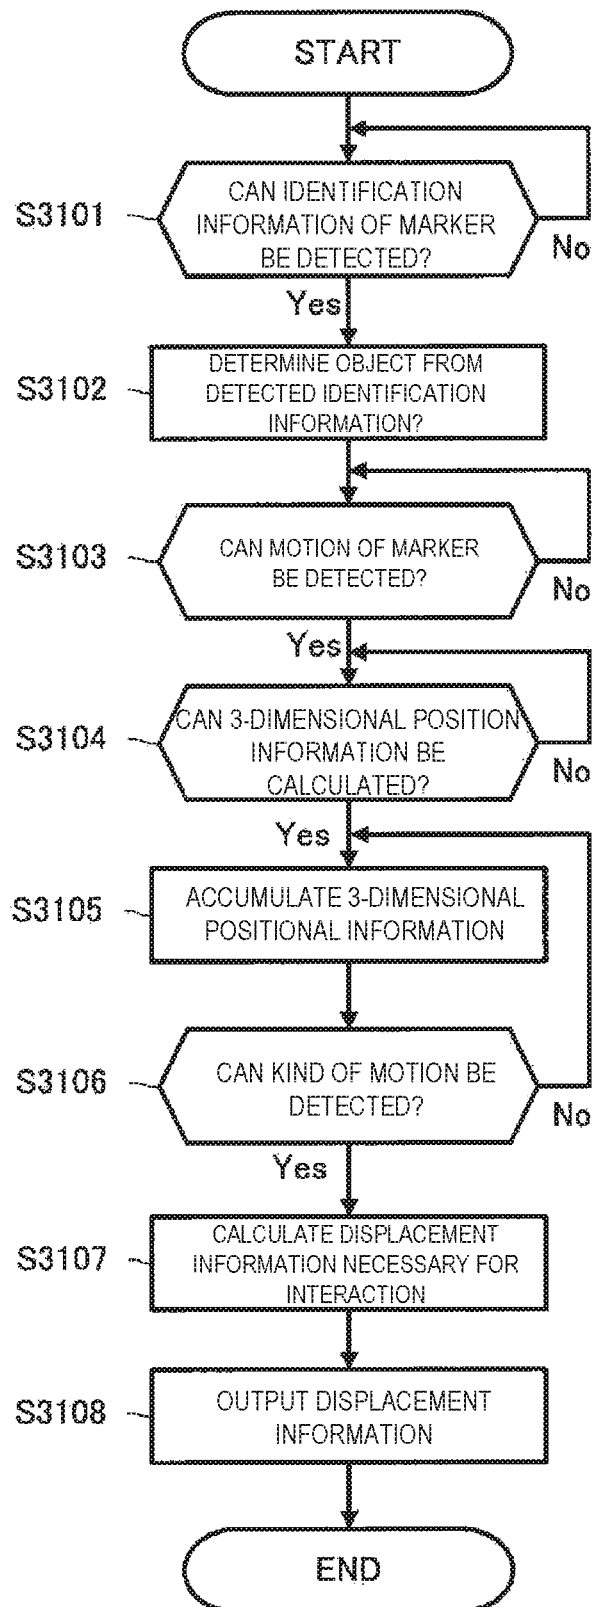 START
S3101
CAN IDENTIFICATION
INFORMATION OF MARKER
BE DETECTED?
No
Yes
S3102
DETERMINE OBJECT FROM
DETECTED IDENTIFICATION
INFORMATION?
S3103
CAN MOTION OF MARKER
BE DETECTED?
No
Yes
S3104
CAN 3-DIMENSIONAL POSITION
INFORMATION BE
CALCULATED?
No
Yes
S3105
ACCUMULATE 3-DIMENSIONAL
POSITIONAL INFORMATION
S3106
CAN KIND OF MOTION BE
DETECTED?
No
Yes
S3107
CALCULATE DISPLACEMENT
INFORMATION NECESSARY FOR
INTERACTION
S3108
OUTPUT DISPLACEMENT
INFORMATION
END